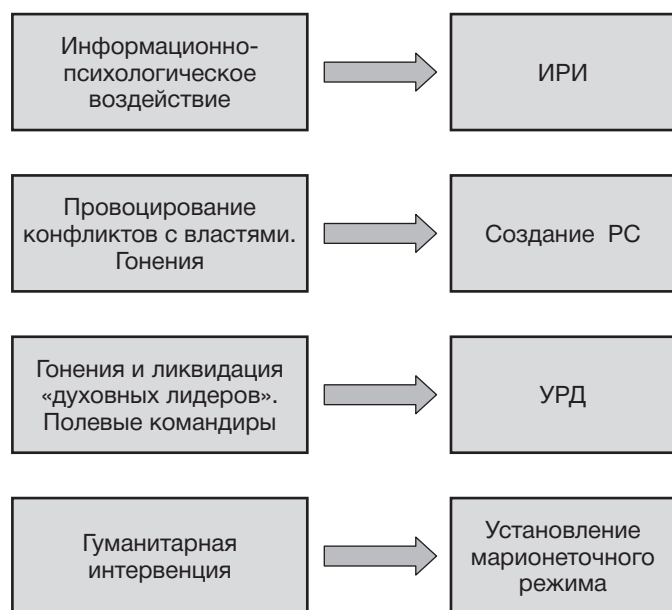 Информационно-
психологическое
воздействие
ИРИ
Провоцирование
конфликтов с властями.
Гонения
Создание РС
Гонения и ликвидация
«духовных лидеров».
Полевые командиры
УРД
Гуманитарная
интервенция
Установление
марионеточного
режима